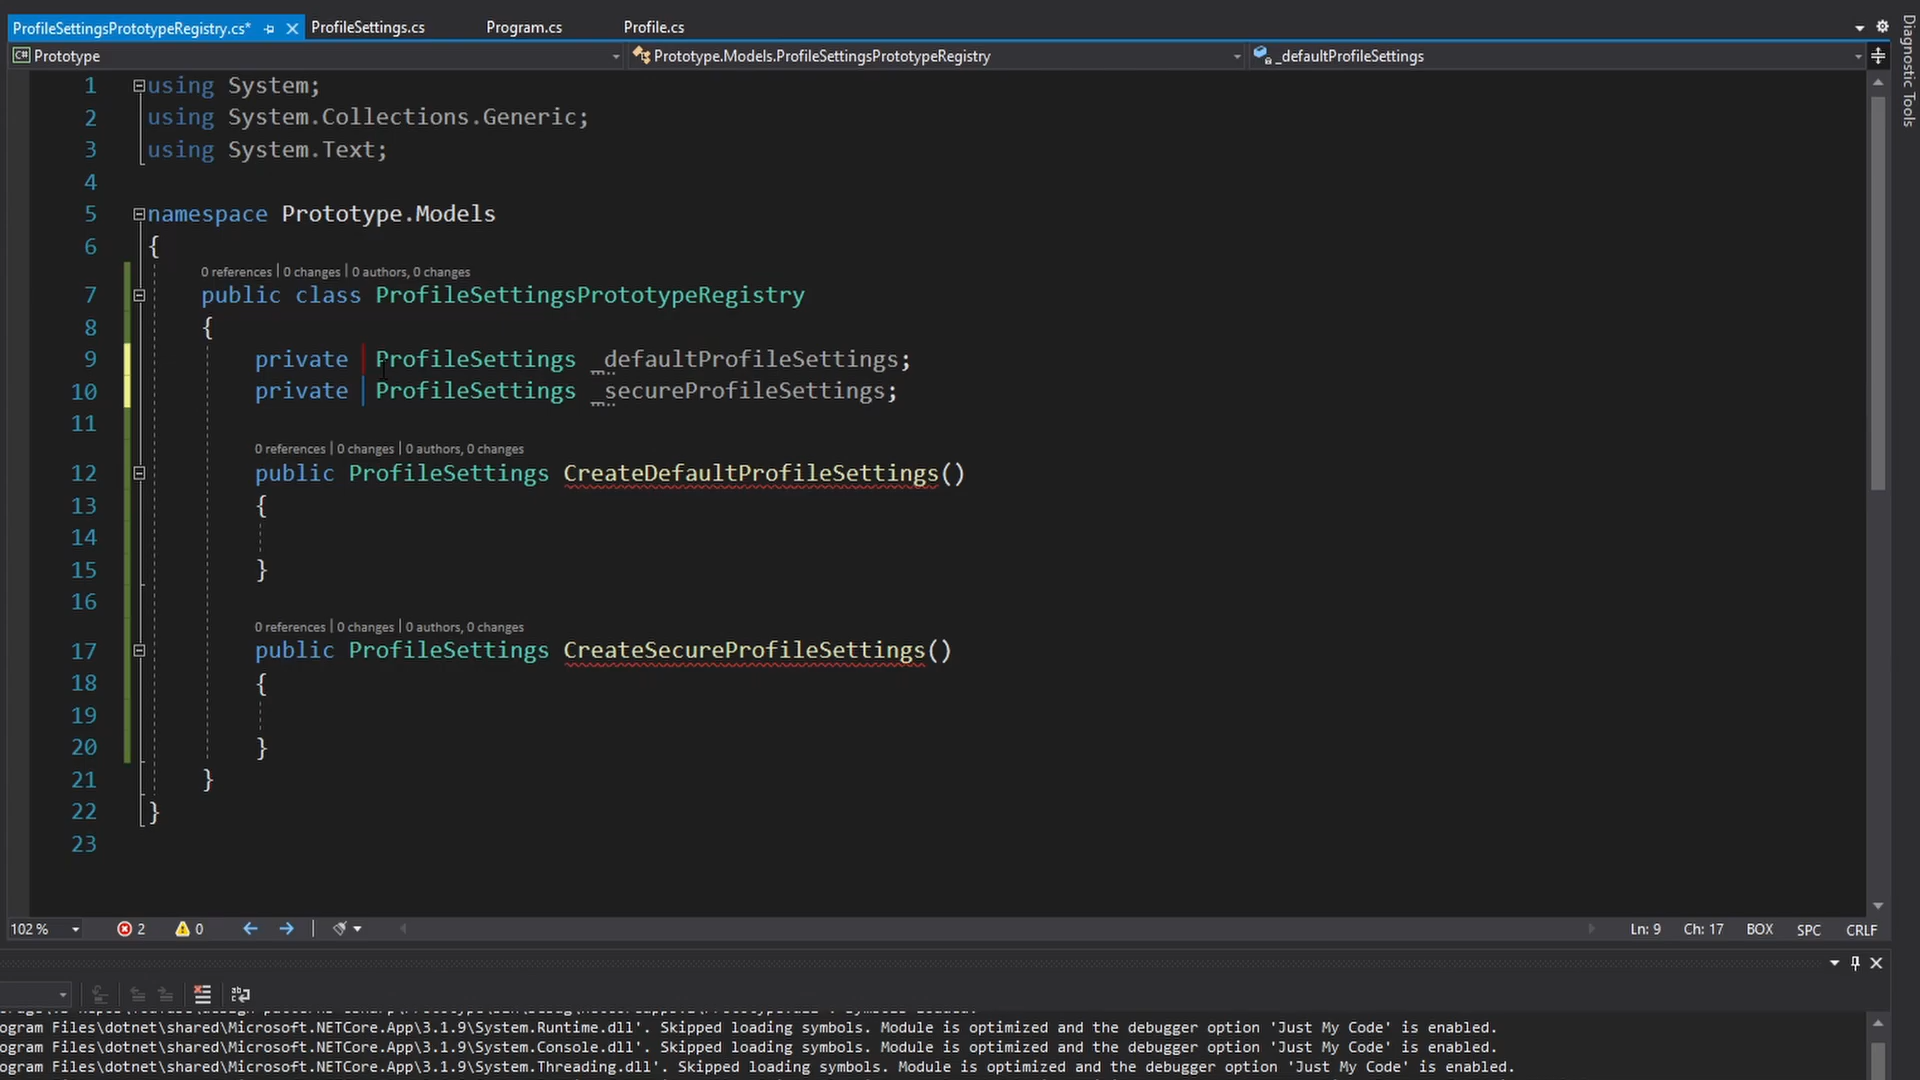 ProfileSettingsPrototypeRegistry.cs*
ProfileSettings.cs
Program.cs
Profile.cs
C# Prototype
Prototype.Models.ProfileSettingsPrototypeRegistry
_defaultProfileSettings
Diagnostic Tools
1 using System;
2 using System.Collections.Generic;
3 using System.Text;
4
5 namespace Prototype.Models
6 {
0 references | 0 changes | 0 authors, 0 changes
7 public class ProfileSettingsPrototypeRegistry
8 {
9 private ProfileSettings _defaultProfileSettings;
10 private ProfileSettings _secureProfileSettings;
11
0 references | 0 changes | 0 authors, 0 changes
12 public ProfileSettings CreateDefaultProfileSettings()
13 {
14
15 }
16
0 references | 0 changes | 0 authors, 0 changes
17 public ProfileSettings CreateSecureProfileSettings()
18 {
19
20 }
21 }
22 }
23
102 % 2 0 Ln: 9 Ch: 17 BOX SPC CRLF
ogram Files\dotnet\shared\Microsoft.NETCore.App\3.1.9\System.Runtime.dll'. Skipped loading symbols. Module is optimized and the debugger option 'Just My Code' is enabled.
ogram Files\dotnet\shared\Microsoft.NETCore.App\3.1.9\System.Console.dll'. Skipped loading symbols. Module is optimized and the debugger option 'Just My Code' is enabled.
ogram Files\dotnet\shared\Microsoft.NETCore.App\3.1.9\System.Threading.dll'. Skipped loading symbols. Module is optimized and the debugger option 'Just My Code' is enabled.